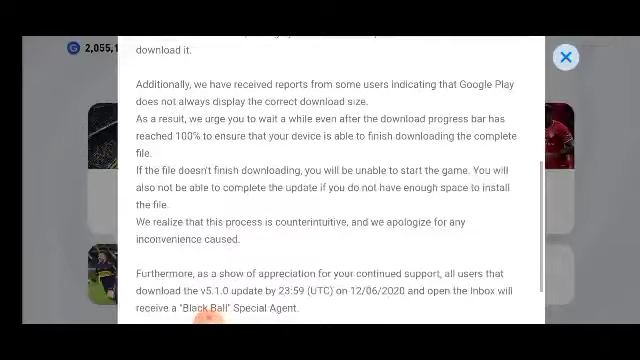 2,055,1
download it.
Additionally, we have received reports from some users indicating that Google Play
does not always display the correct download size.
As a result, we urge you to wait a while even after the download progress bar has
reached 100% to ensure that your device is able to finish downloading the complete
file.
If the file doesn't finish downloading, you will be unable to start the game. You will
also not be able to complete the update if you do not have enough space to install
the file.
We realize that this process is counterintuitive, and we apologize for any
inconvenience caused.
Furthermore, as a show of appreciation for your continued support, all users that
download the v5.1.0 update by 23:59 (UTC) on 12/06/2020 and open the Inbox will
receive a "Black Ball" Special Agent.